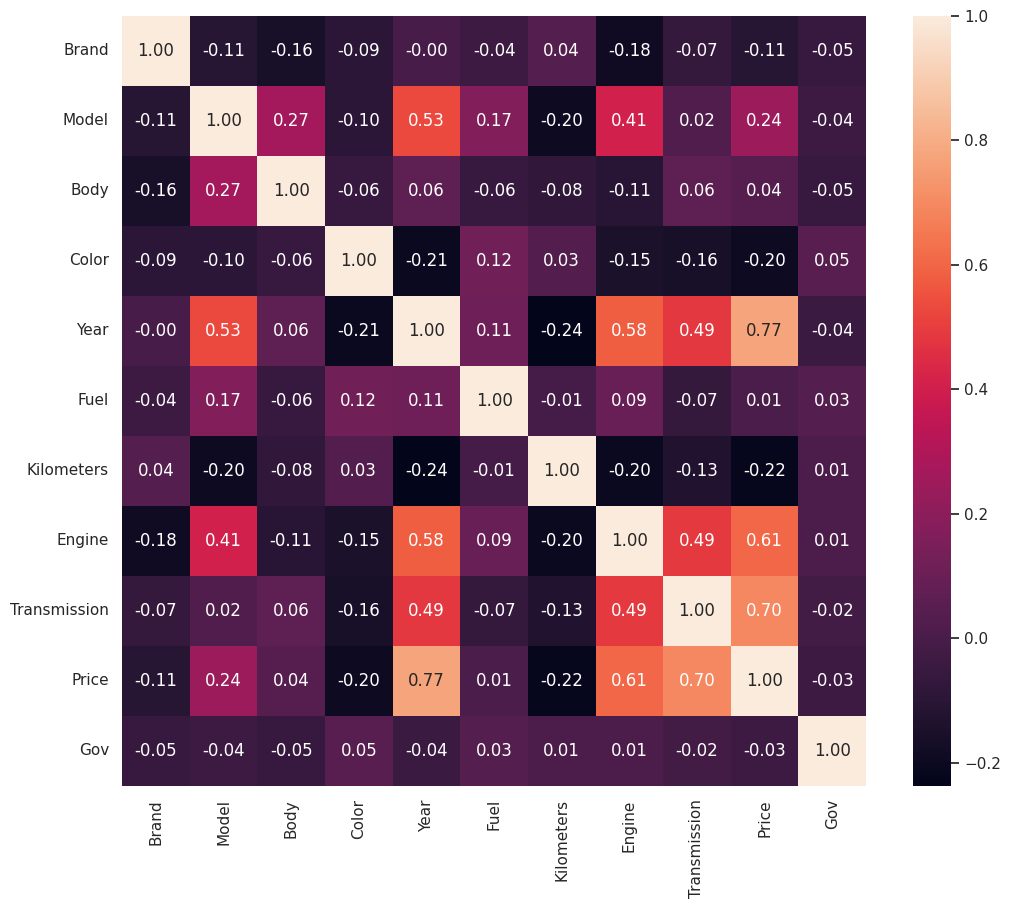 Brand 1.00 -0.11 -0.16 -0.09 -0.00 -0.04 0.04 -0.18 -0.07 -0.11 -0.05
Model -0.11 1.00 0.27 -0.10 0.53 0.17 -0.20 0.41 0.02 0.24 -0.04
Body -0.16 0.27 1.00 -0.06 0.06 -0.06 -0.08 -0.11 0.06 0.04 -0.05
Color -0.09 -0.10 -0.06 1.00 -0.21 0.12 0.03 -0.15 -0.16 -0.20 0.05
Year -0.00 0.53 0.06 -0.21 1.00 0.11 -0.24 0.58 0.49 0.77 -0.04
Fuel -0.04 0.17 -0.06 0.12 0.11 1.00 -0.01 0.09 -0.07 0.01 0.03
Kilometers 0.04 -0.20 -0.08 0.03 -0.24 -0.01 1.00 -0.20 -0.13 -0.22 0.01
Engine -0.18 0.41 -0.11 -0.15 0.58 0.09 -0.20 1.00 0.49 0.61 0.01
Transmission -0.07 0.02 0.06 -0.16 0.49 -0.07 -0.13 0.49 1.00 0.70 -0.02
Price -0.11 0.24 0.04 -0.20 0.77 0.01 -0.22 0.61 0.70 1.00 -0.03
Gov -0.05 -0.04 -0.05 0.05 -0.04 0.03 0.01 0.01 -0.02 -0.03 1.00
Brand Model Body Color Year Fuel Kilometers Engine Transmission Price Gov
1.0
0.8
0.6
0.4
0.2
0.0
−0.2